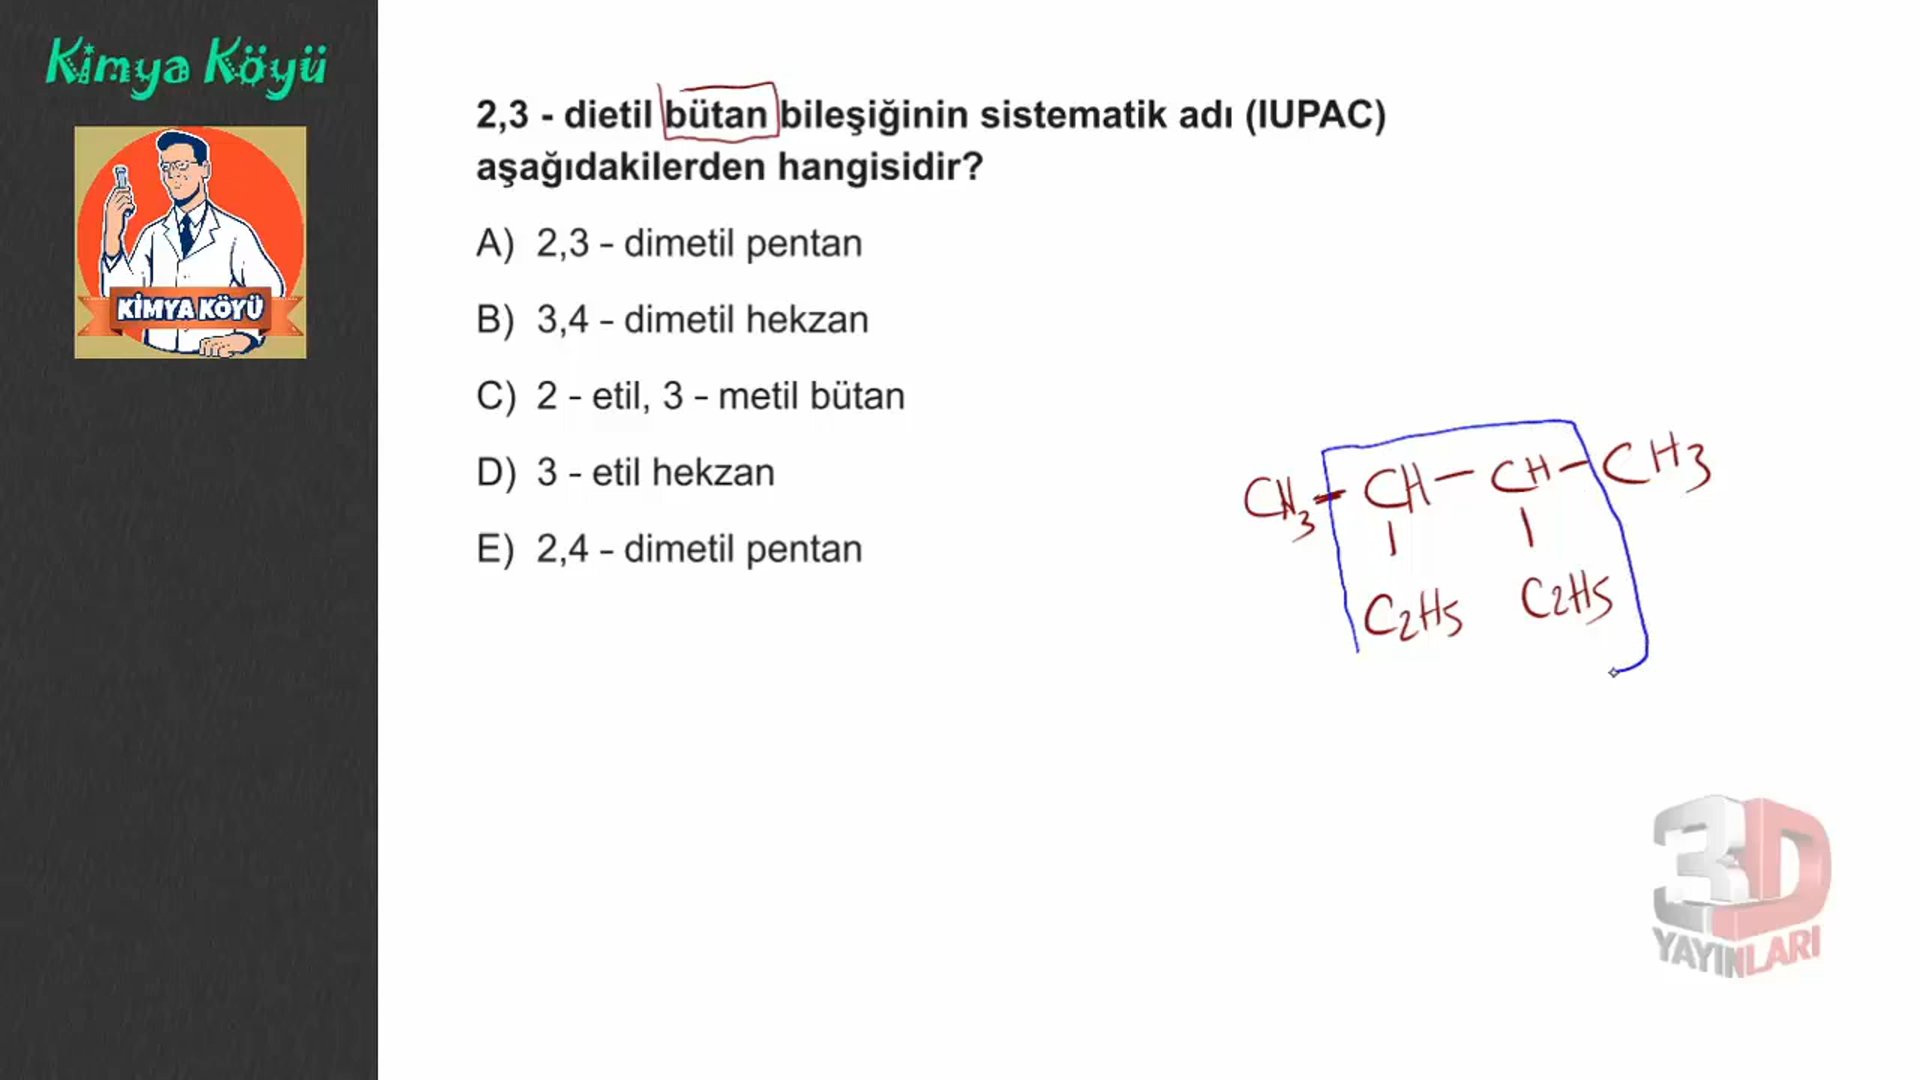 Kimya Köyü
KİMYA KÖYÜ
2,3 - dietil bütan bileşiğinin sistematik adı (IUPAC)
aşağıdakilerden hangisidir?
A) 2,3 - dimetil pentan
B) 3,4 - dimetil hekzan
C) 2 - etil, 3 - metil bütan
D) 3 - etil hekzan
E) 2,4 - dimetil pentan
CH3 - CH - CH - CH3
C2H5 C2H5
3D
YAYINLARI